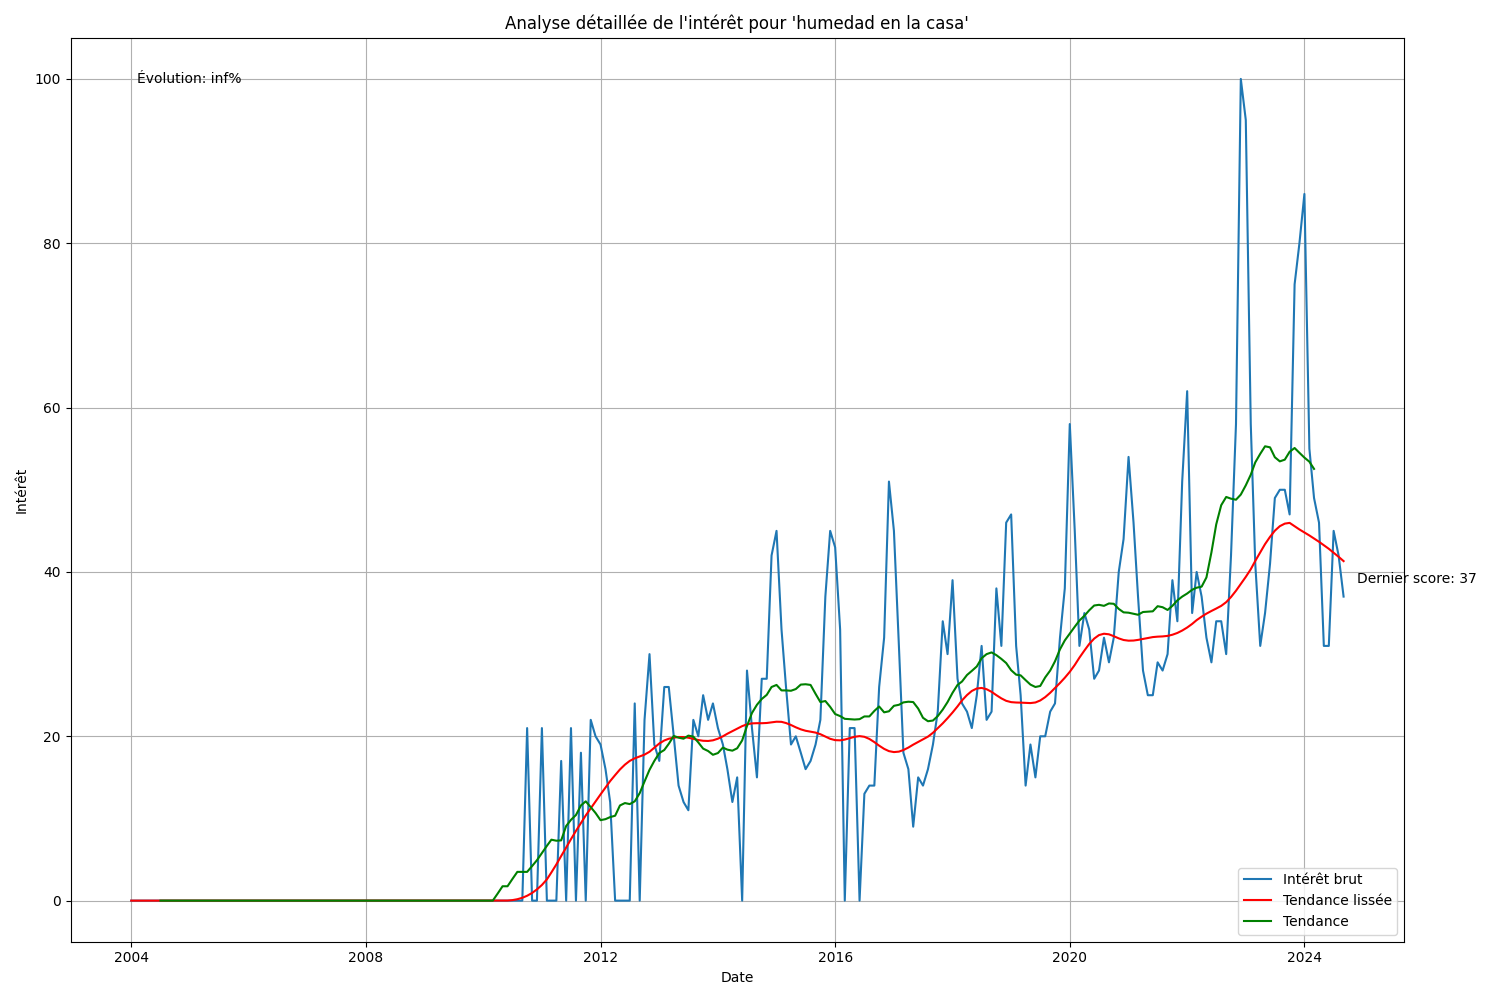 Analyse détaillée de l'intérêt pour 'humedad en la casa'
Évolution: inf%
100
80
60
40
20
0
Intérêt
Dernier score: 37
Intérêt brut
Tendance lissée
Tendance
2004 2008 2012 2016 2020 2024
Date